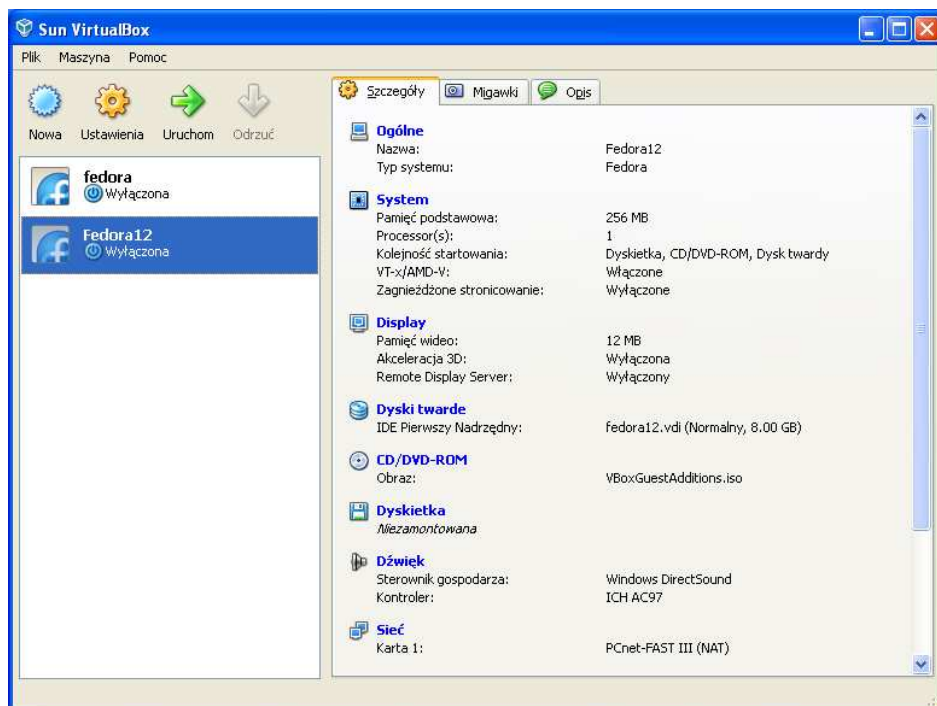 Sun VirtualBox
Plik Maszyna Pomoc
Nowa Ustawienia Uruchom Odrzuć
fedora
Wyłączona
Fedora12
Wyłączona
Szczegóły Migawki Opis
Ogólne
Nazwa: Fedora12
Typ systemu: Fedora
System
Pamięć podstawowa: 256 MB
Processor(s): 1
Kolejność startowania: Dyskietka, CD/DVD-ROM, Dysk twardy
VT-x/AMD-V: Włączone
Zagnieżdżone stronicowanie: Wyłączone
Display
Pamięć wideo: 12 MB
Akceleracja 3D: Wyłączona
Remote Display Server: Wyłączony
Dyski twarde
IDE Pierwszy Nadrzędny: fedora12.vdi (Normalny, 8.00 GB)
CD/DVD-ROM
Obraz: VBoxGuestAdditions.iso
Dyskietka
Niezamontowana
Dźwięk
Sterownik gospodarza: Windows DirectSound
Kontroler: ICH AC97
Sieć
Karta 1: PCnet-FAST III (NAT)